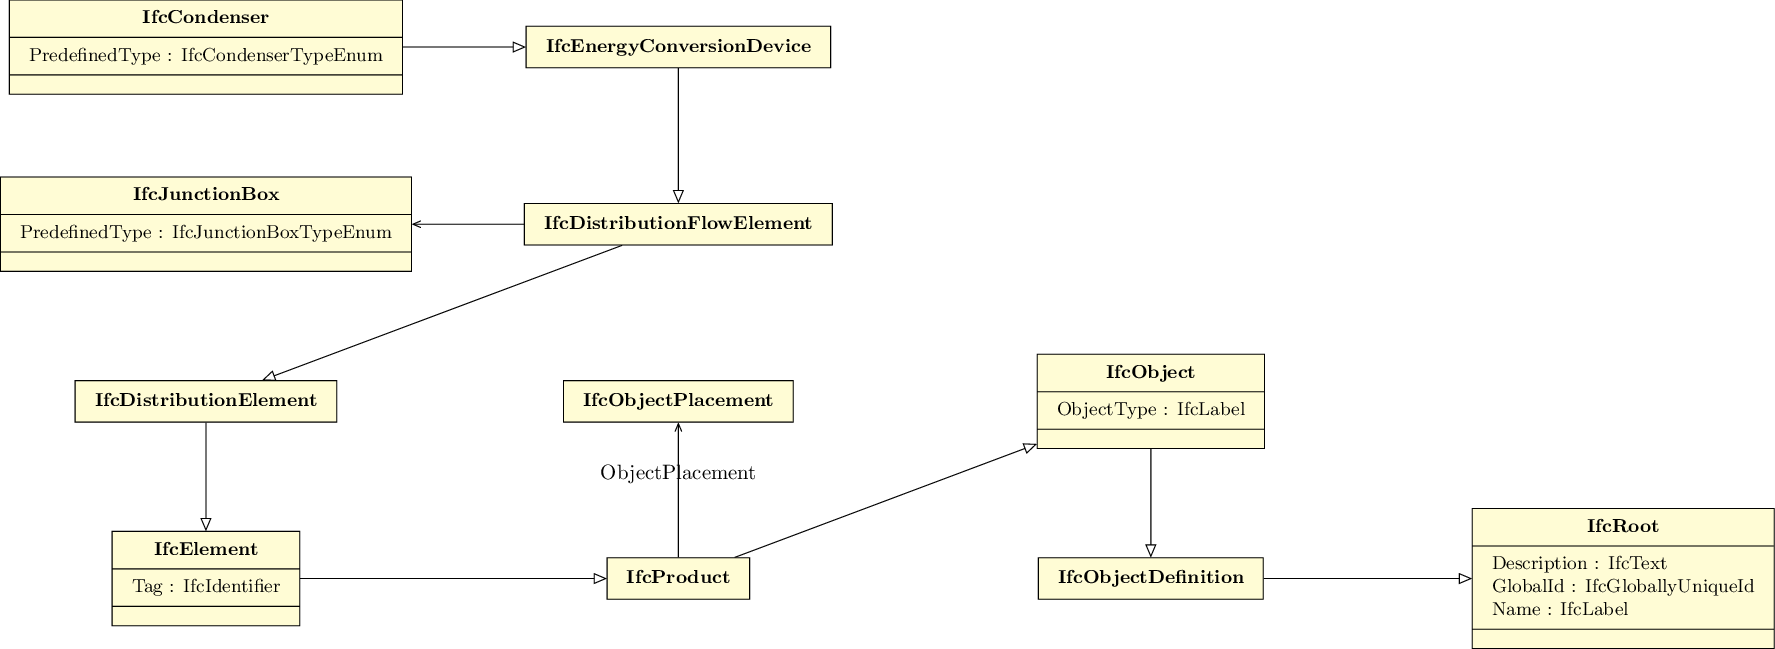 IfcCondenser
PredefinedType : IfcCondenserTypeEnum
IfcEnergyConversionDevice
IfcJunctionBox
PredefinedType : IfcJunctionBoxTypeEnum
IfcDistributionFlowElement
IfcDistributionElement
IfcObjectPlacement
IfcObject
ObjectType : IfcLabel
ObjectPlacement
IfcElement
Tag : IfcIdentifier
IfcProduct
IfcObjectDefinition
IfcRoot
Description : IfcText
GlobalId : IfcGloballyUniqueId
Name : IfcLabel